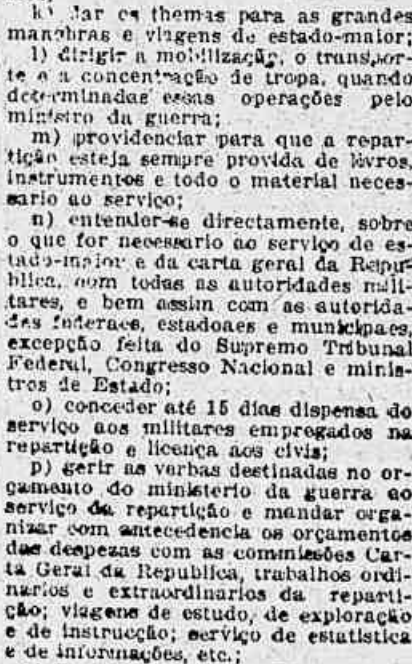 k) dar os themas para as grandes
manobras e viagens de estado-maior;
l) dirigir a mobilização, o transpor-
te e a concentração de tropa, quando
determinadas essas operações pelo
ministro da guerra;
m) providenciar para que a repar-
tição esteja sempre provida de livros,
instrumentos e todo o material neces-
sario ao serviço;
n) entender-se directamente, sobre
o que for necessario ao serviço de es-
tado-maior e da carta geral da Repu-
blica, com todas as autoridades mili-
tares, e bem assim com as autorida-
des federaes, estadoaes e municipaes,
excepção feita do Supremo Tribunal
Federal, Congresso Nacional e minis-
tros de Estado;
o) conceder até 15 dias dispensa do
serviço aos militares empregados na
repartição e licença aos civis;
p) gerir as verbas destinadas no or-
çamento do ministerio da guerra ao
serviço da repartição e mandar orga-
nizar com antecedencia os orçamentos
das despezas com as commissões Car-
ta Geral da Republica, trabalhos ordi-
narios e extraordinarios da reparti-
ção; viagens de estudo, de exploração
e de instrucção; serviço de estatistica
e de informações, etc.;